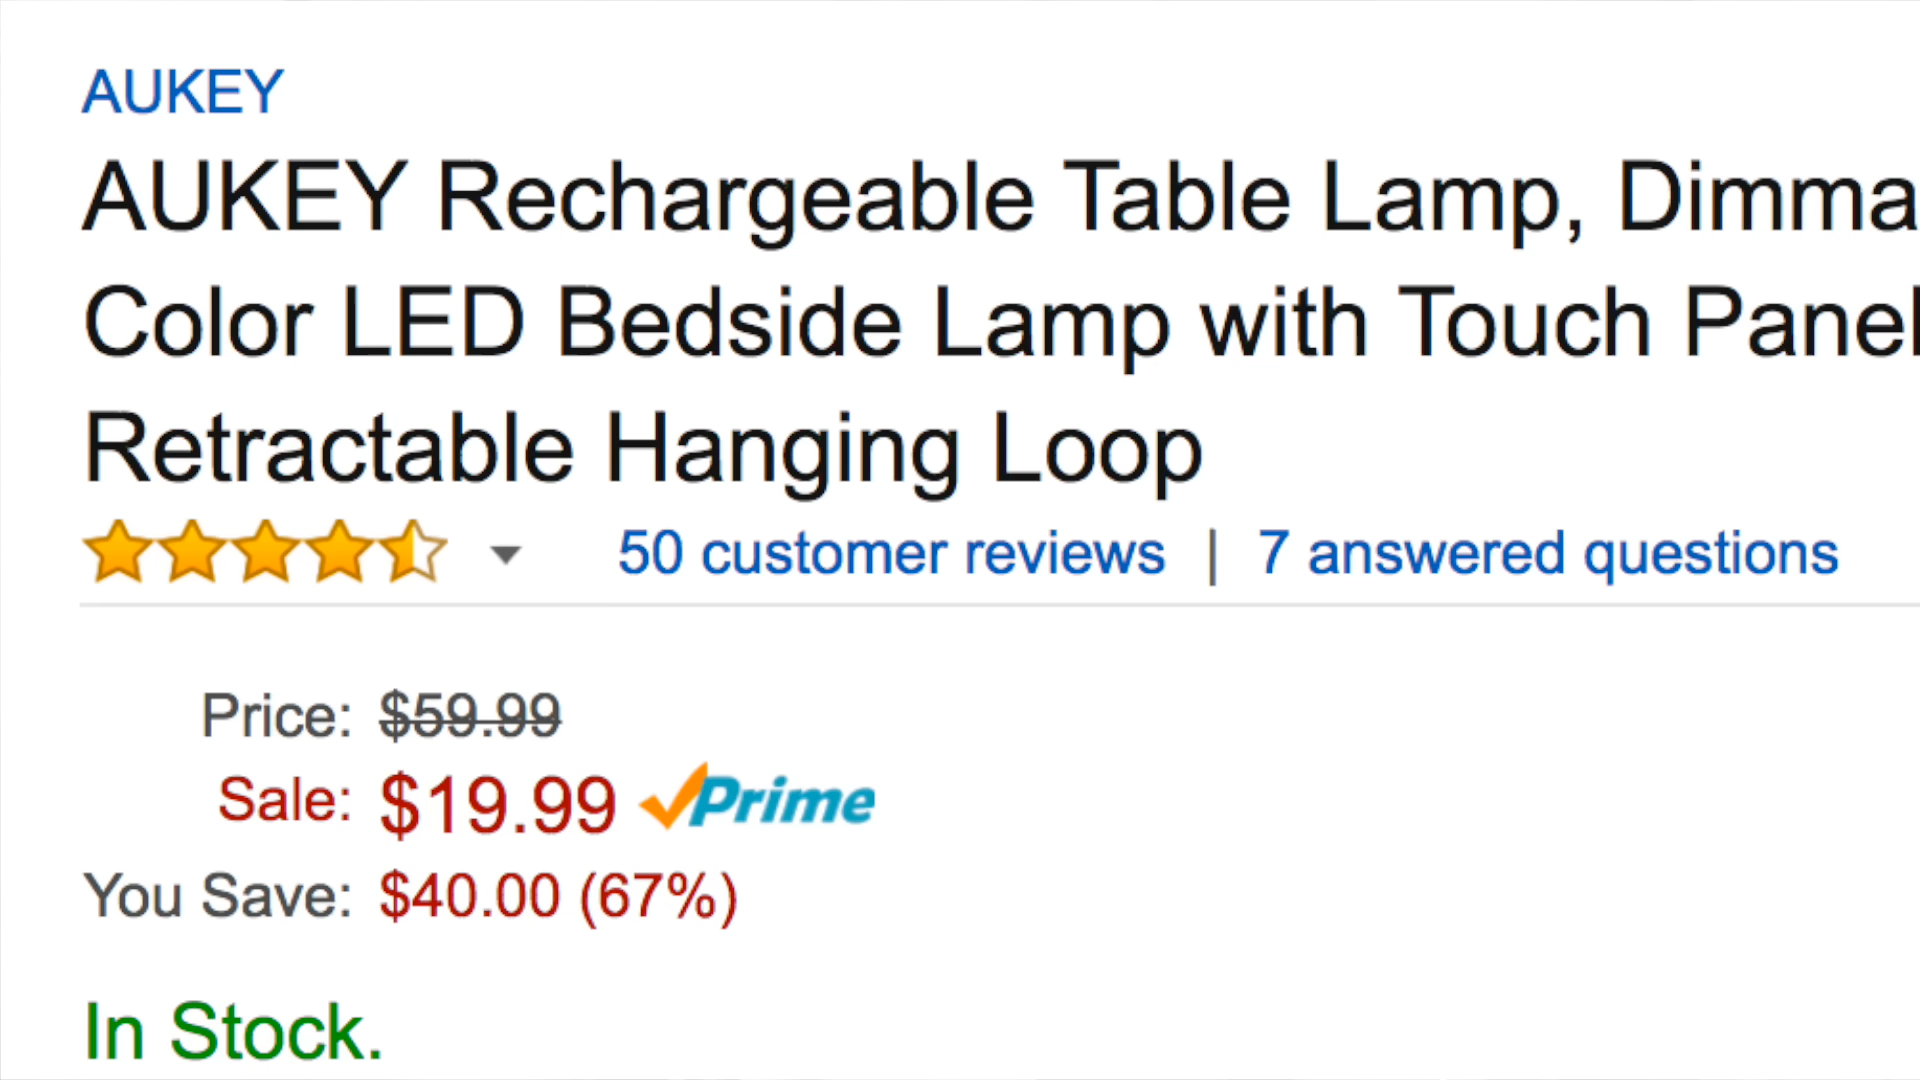 AUKEY
AUKEY Rechargeable Table Lamp, Dimma
Color LED Bedside Lamp with Touch Panel
Retractable Hanging Loop
50 customer reviews | 7 answered questions
Price: $59.99
Sale: $19.99 Prime
You Save: $40.00 (67%)
In Stock.